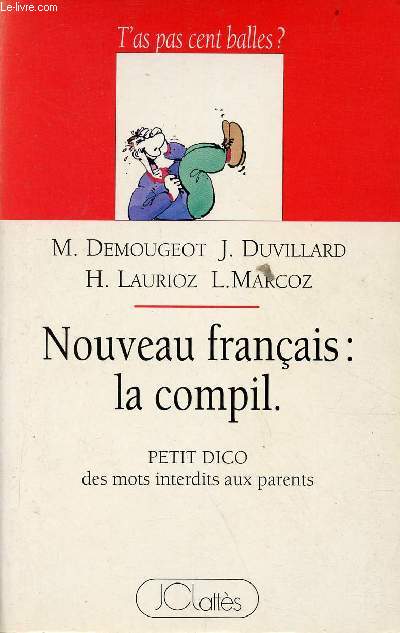 Le-livre.com
T'as pas cent balles ?
M. DEMOUGEOT J. DUVILLARD
H. LAURIOZ L. MARCOZ
Nouveau français :
la compil.
PETIT DICO
des mots interdits aux parents
JCLattès